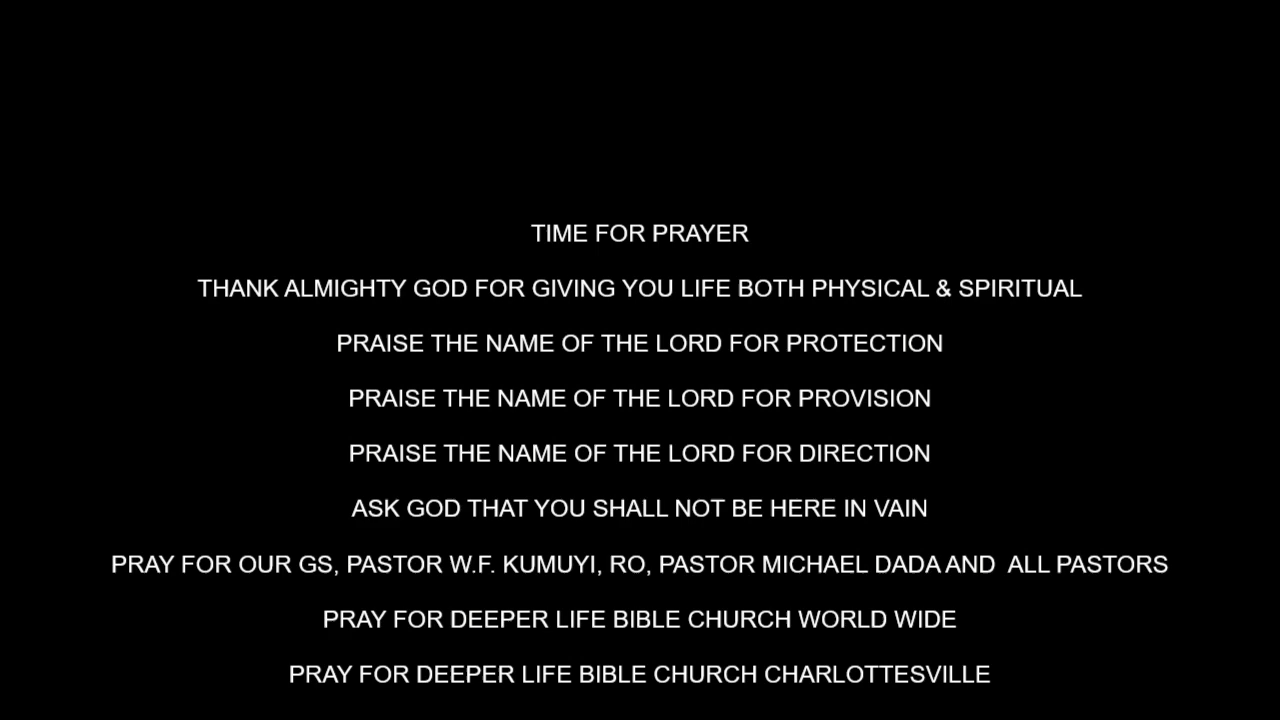 TIME FOR PRAYER
THANK ALMIGHTY GOD FOR GIVING YOU LIFE BOTH PHYSICAL & SPIRITUAL
PRAISE THE NAME OF THE LORD FOR PROTECTION
PRAISE THE NAME OF THE LORD FOR PROVISION
PRAISE THE NAME OF THE LORD FOR DIRECTION
ASK GOD THAT YOU SHALL NOT BE HERE IN VAIN
PRAY FOR OUR GS, PASTOR W.F. KUMUYI, RO, PASTOR MICHAEL DADA AND  ALL PASTORS
PRAY FOR DEEPER LIFE BIBLE CHURCH WORLD WIDE
PRAY FOR DEEPER LIFE BIBLE CHURCH CHARLOTTESVILLE